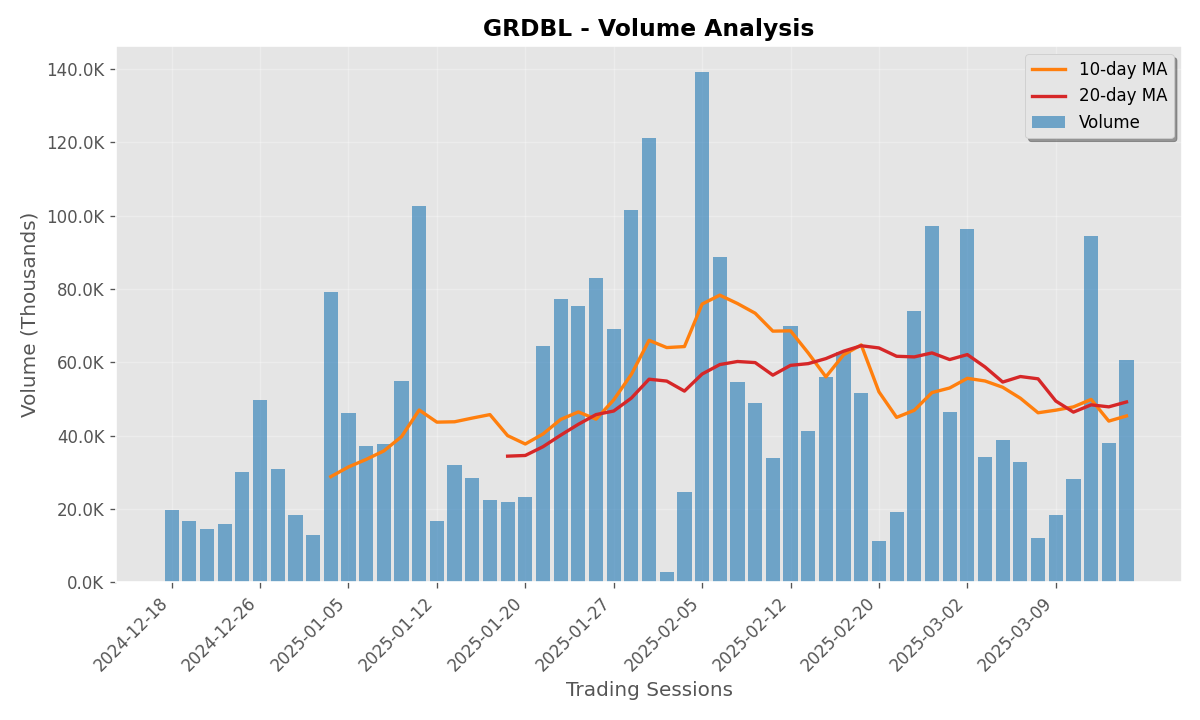 GRDBL - Volume Analysis
10-day MA
20-day MA
Volume
Volume (Thousands)
140.0K
120.0K
100.0K
80.0K
60.0K
40.0K
20.0K
0.0K
2024-12-18
2024-12-26
2025-01-05
2025-01-12
2025-01-20
2025-01-27
2025-02-05
2025-02-12
2025-02-20
2025-03-02
2025-03-09
Trading Sessions